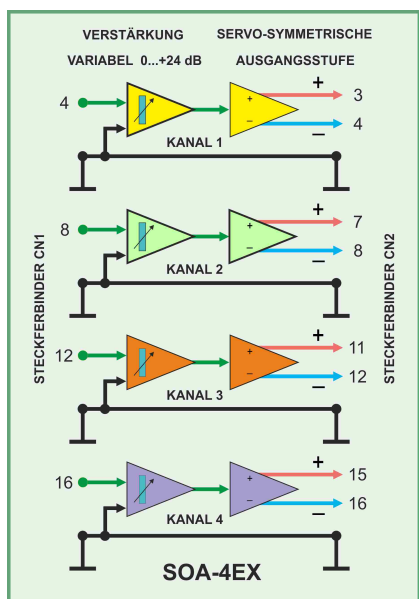 VERSTÄRKUNG SERVO-SYMMETRISCHE
VARIABEL 0...+24 dB AUSGANGSSTUFE
4 + - + 3
- 4
KANAL 1
8 + - + 7
- 8
KANAL 2
STECKFERBINDER CN1
STECKFERBINDER CN2
12 + - + 11
- 12
KANAL 3
16 + - + 15
- 16
KANAL 4
SOA-4EX